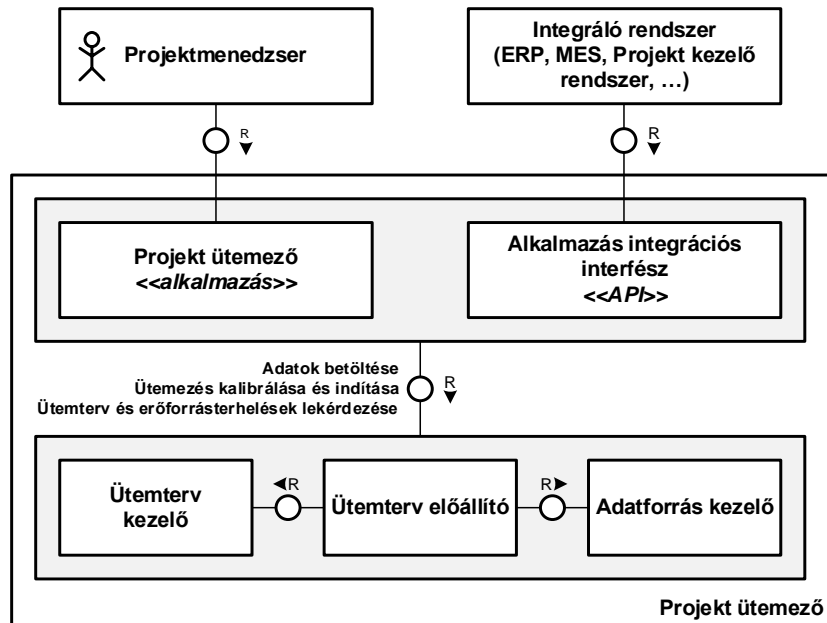 Projektmenedzser
Integráló rendszer
(ERP, MES, Projekt kezelő
rendszer, …)
R
R
Projekt ütemező
<<alkalmazás>>
Alkalmazás integrációs
interfész
<<API>>
Adatok betöltése
Ütemezés kalibrálása és indítása
Ütemterv és erőforrásterhelések lekérdezése
R
Ütemterv
kezelő
R
Ütemterv előállító
R
Adatforrás kezelő
Projekt ütemező